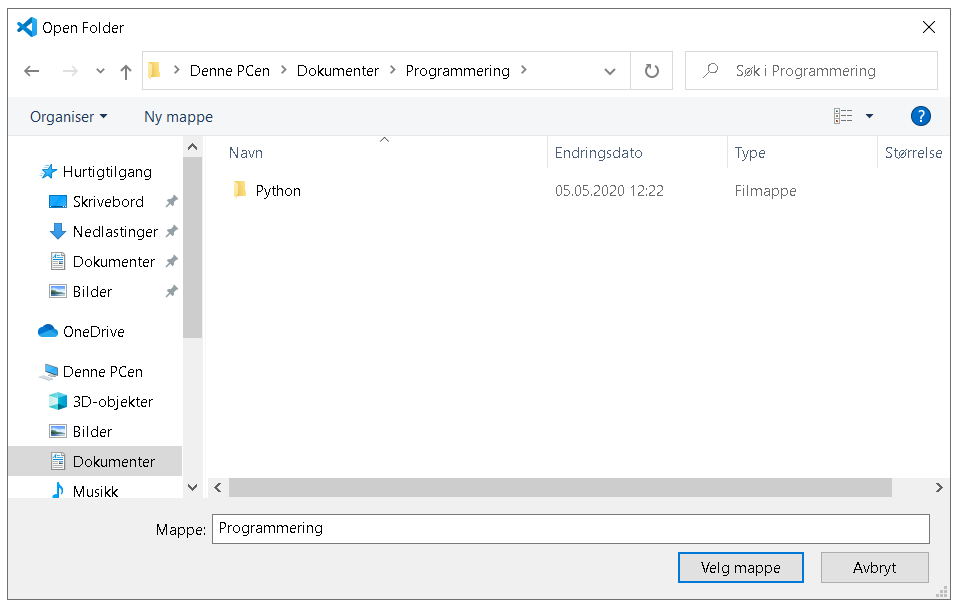 Open Folder
Denne PCen Dokumenter Programmering Søk i Programmering
Organiser Ny mappe ?
Navn Endringsdato Type Størrelse
Python 05.05.2020 12:22 Filmappe
Hurtigtilgang
Skrivebord
Nedlastinger
Dokumenter
Bilder
OneDrive
Denne PCen
3D-objekter
Bilder
Dokumenter
Musikk
Mappe: Programmering
Velg mappe Avbryt